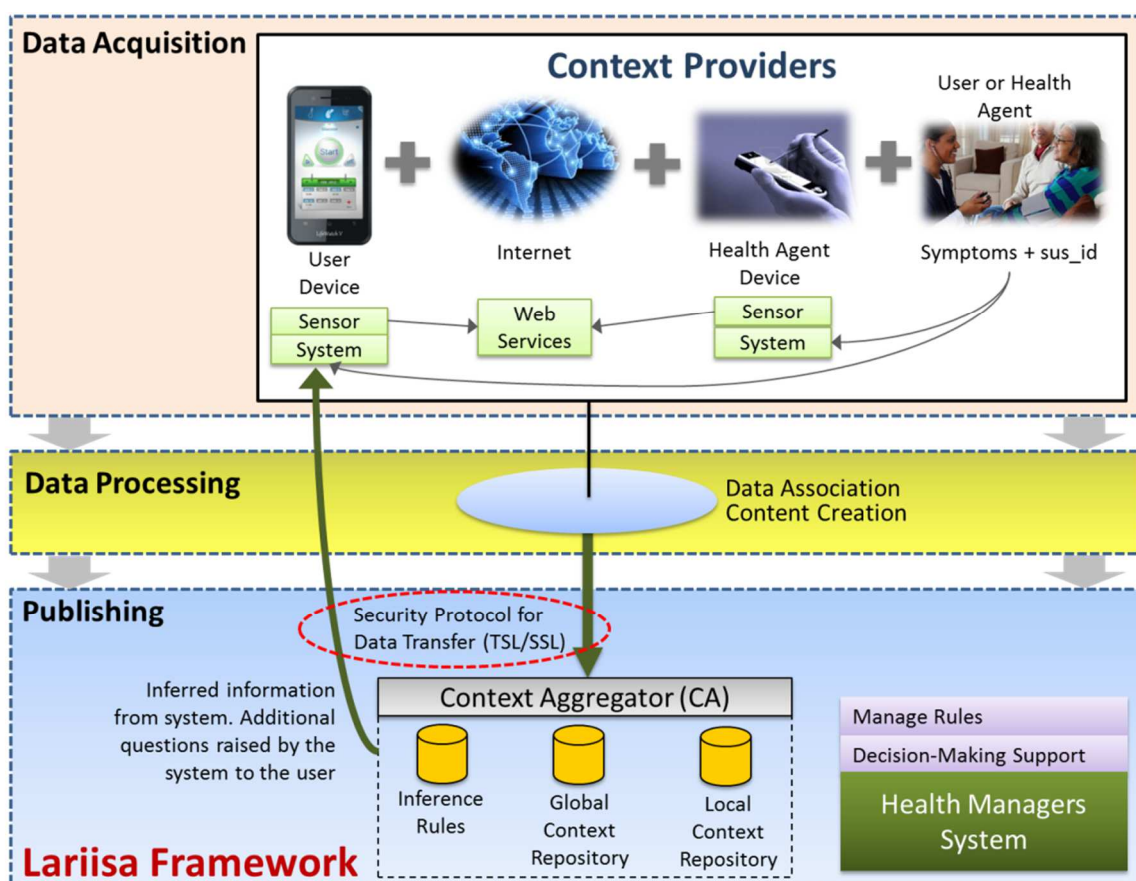 Data Acquisition
Context Providers
User or Health
Agent
Start
User
Device
Internet
Health Agent
Device
Symptoms + sus_id
Sensor
System
Web
Services
Sensor
System
Data Processing
Data Association
Content Creation
Publishing
Security Protocol for
Data Transfer (TSL/SSL)
Inferred information
from system. Additional
questions raised by the
system to the user
Context Aggregator (CA)
Inference
Rules
Global
Context
Repository
Local
Context
Repository
Manage Rules
Decision-Making Support
Health Managers
System
Lariisa Framework